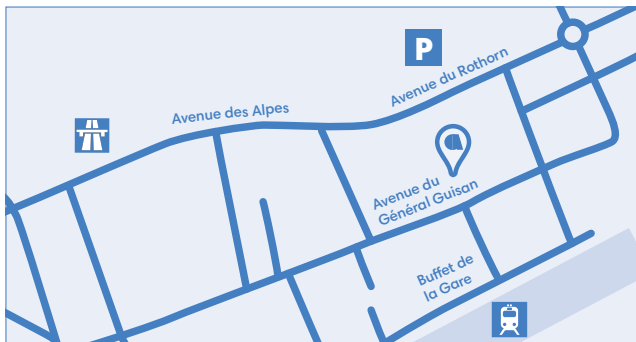 P
Avenue du Rothorn
Avenue des Alpes
Avenue du
Général Guisan
Buffet de
la Gare